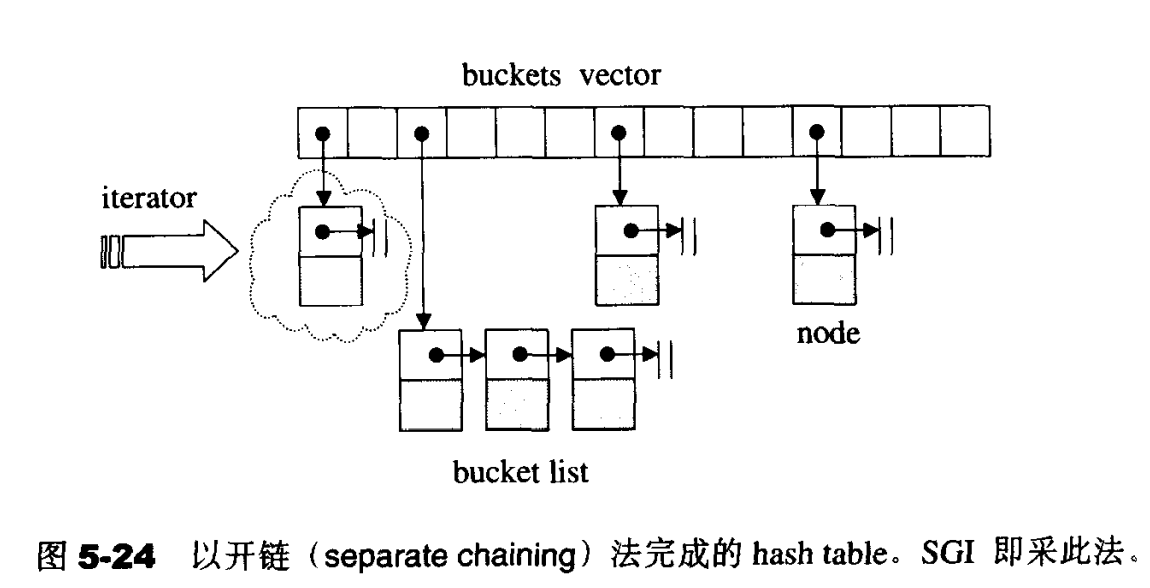 buckets vector
iterator
node
bucket list
图 5-24 以开链（separate chaining）法完成的 hash table。SGI 即采此法。